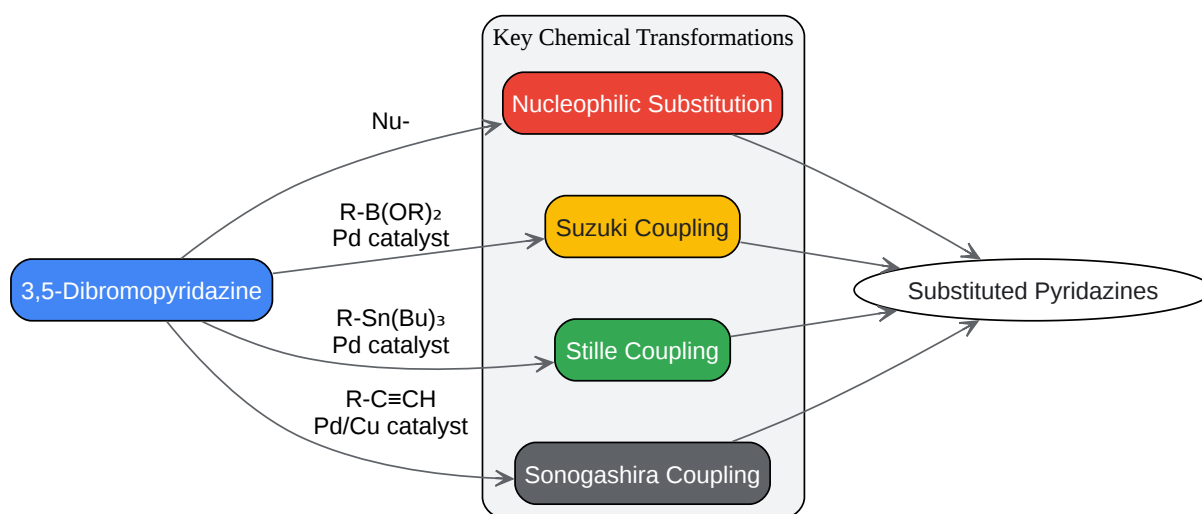 Key Chemical Transformations
Nucleophilic Substitution
Nu-
R-B(OR)₂
Pd catalyst
Suzuki Coupling
3,5-Dibromopyridazine
Substituted Pyridazines
R-Sn(Bu)₃
Pd catalyst
Stille Coupling
R-C≡CH
Pd/Cu catalyst
Sonogashira Coupling